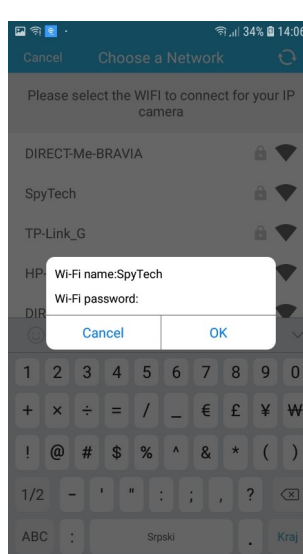 34% 14:06
Cancel Choose a Network
Please select the WIFI to connect for your IP
camera
DIRECT-Me-BRAVIA
SpyTech
TP-Link_G
HP-
Wi-Fi name:SpyTech
Wi-Fi password:
DIR
Cancel OK
1 2 3 4 5 6 7 8 9 0
+ × ÷ = / _ € £ ¥ ₩
! @ # $ % ^ & * ( )
1/2 - ' " : ; , ?
ABC : Srpski . Kraj